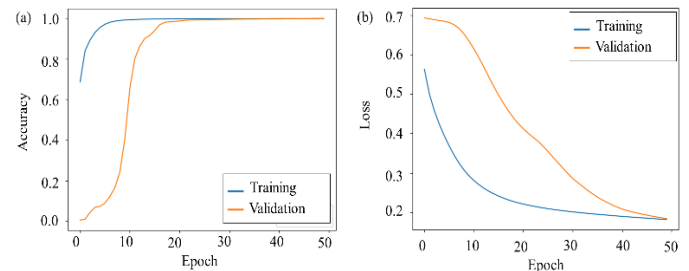 (a)
1.0
0.8
0.6
0.4
0.2
0.0
Accuracy
Training
Validation
0 10 20 30 40 50
Epoch
(b)
0.7
0.6
0.5
0.4
0.3
0.2
Loss
Training
Validation
0 10 20 30 40 50
Epoch